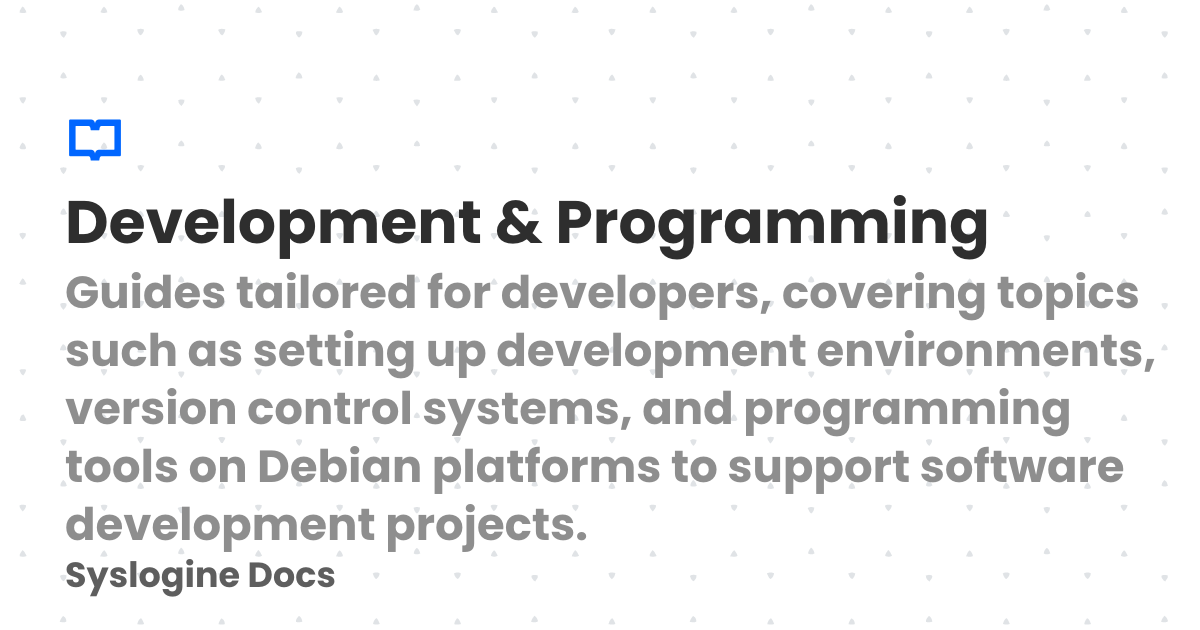 Development & Programming
Guides tailored for developers, covering topics
such as setting up development environments,
version control systems, and programming
tools on Debian platforms to support software
development projects.
Syslogine Docs